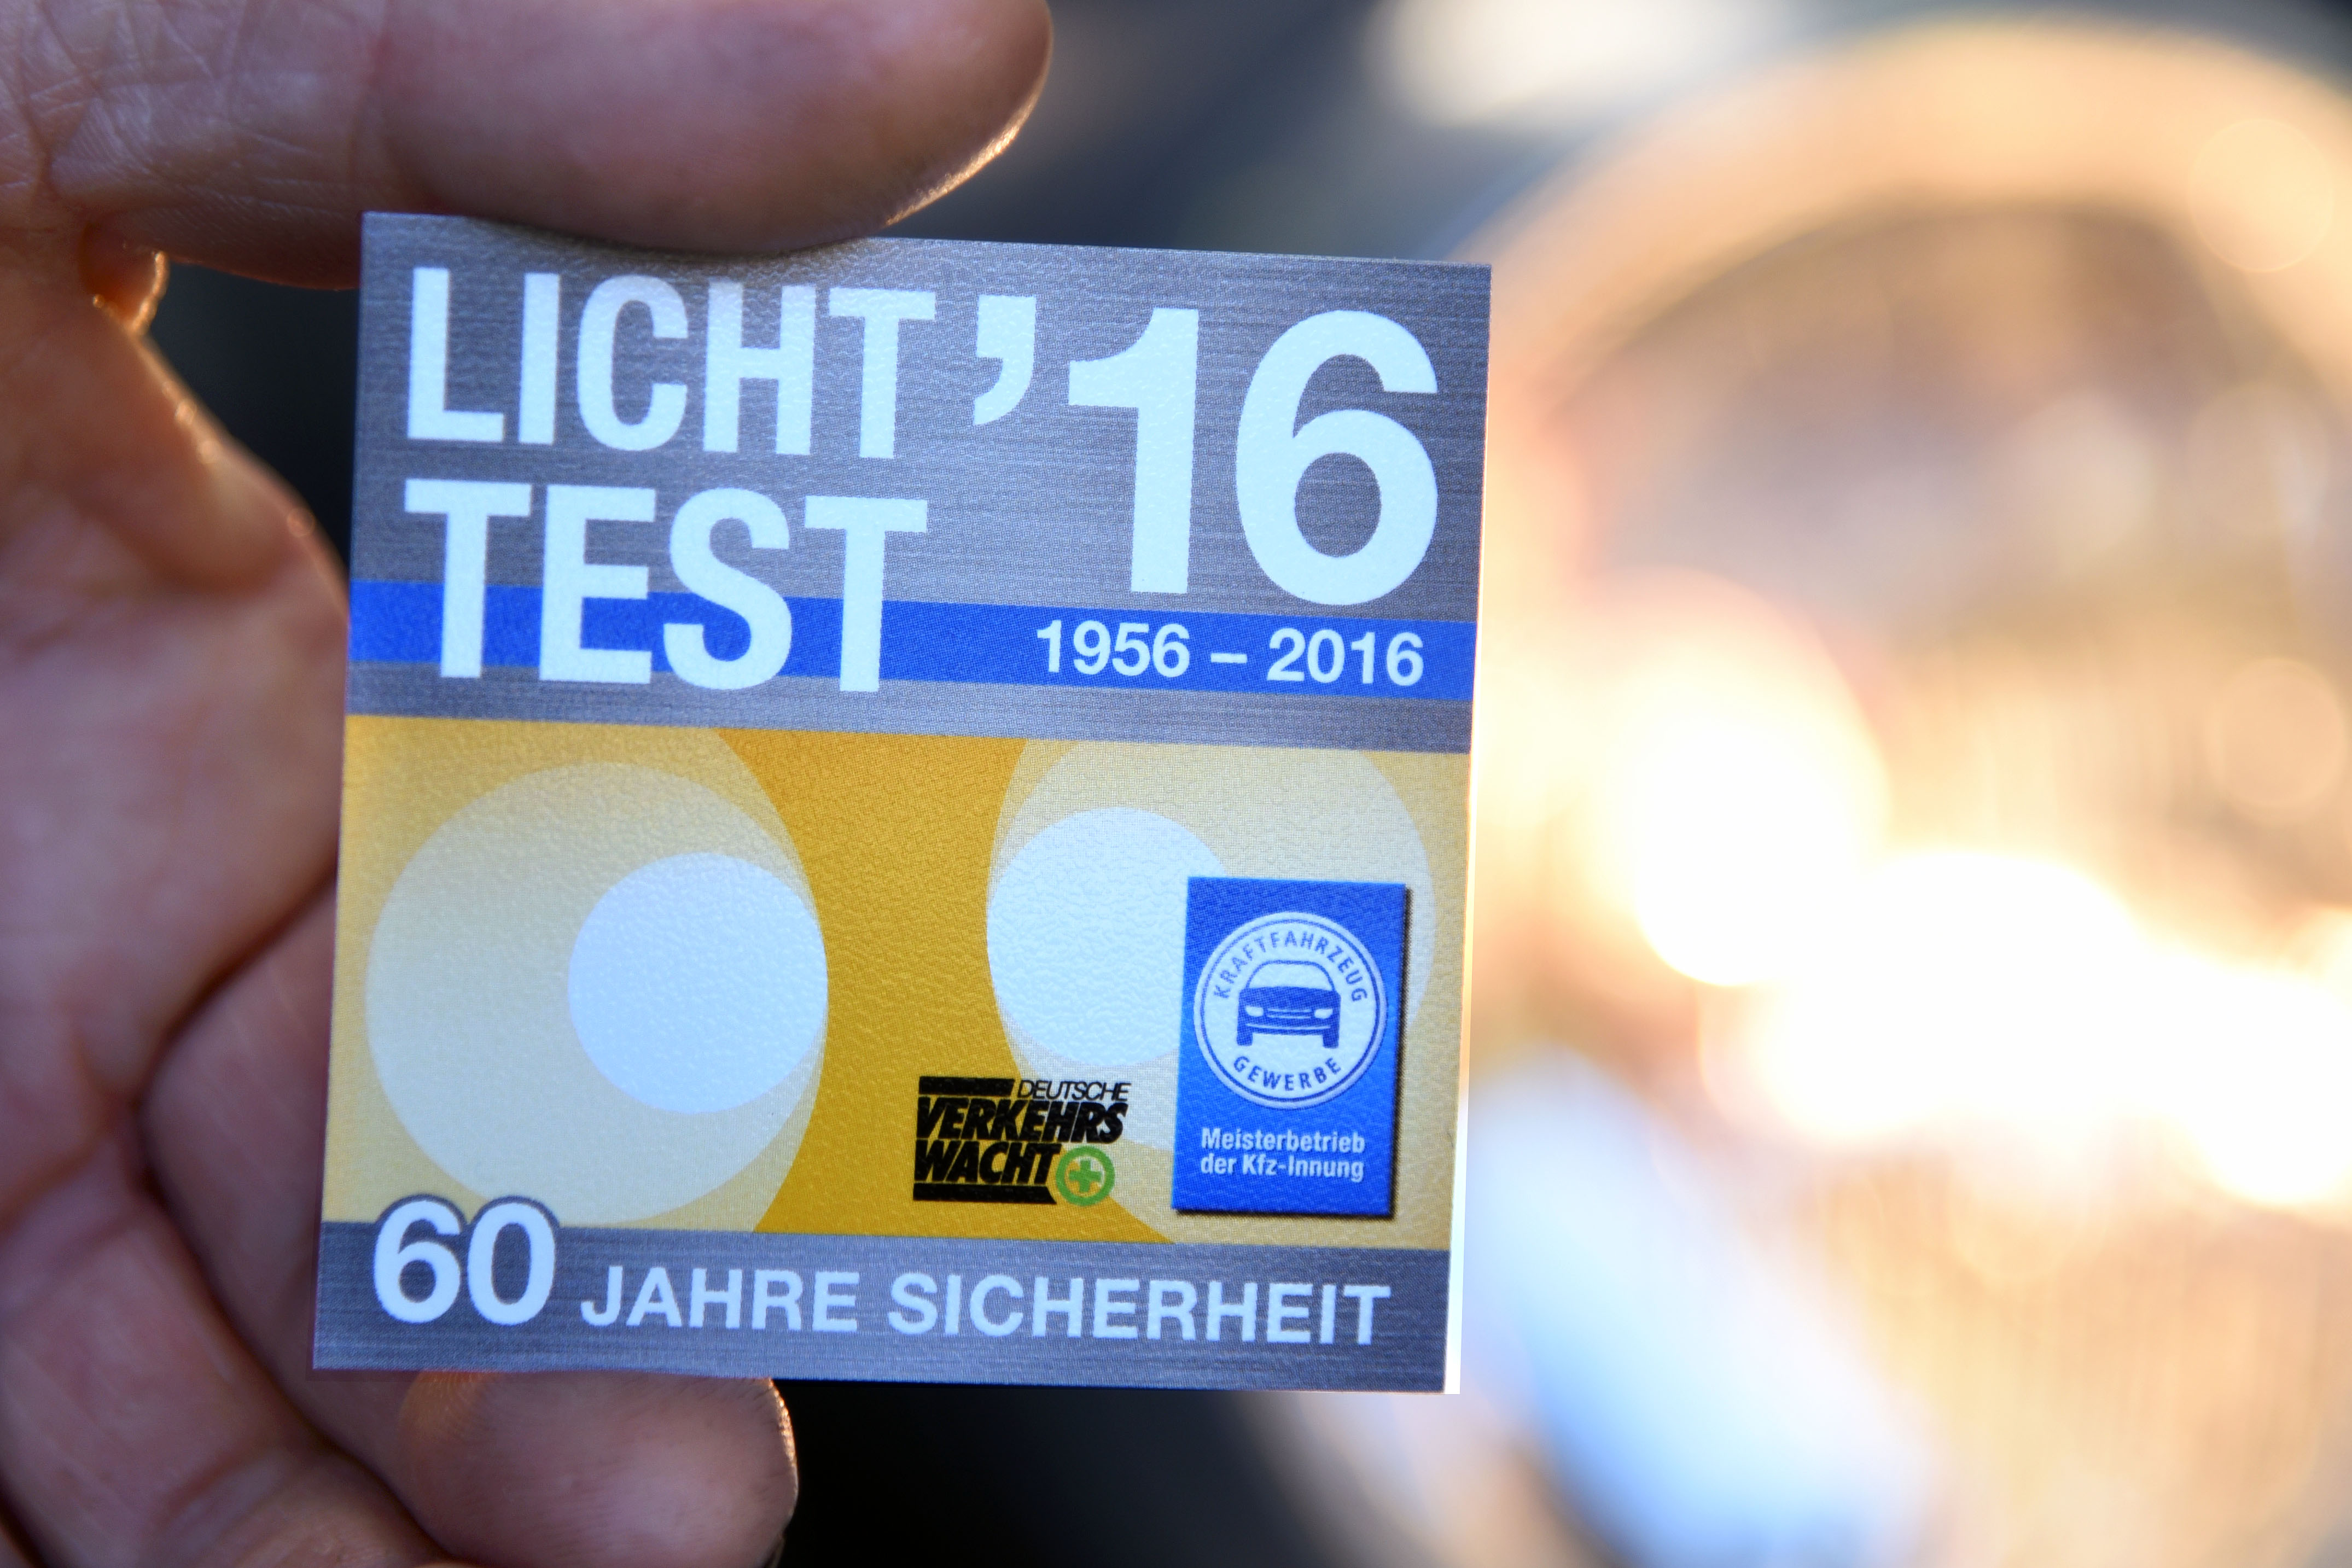 LICHT '16
TEST
1956 – 2016
KRAFTFAHRZEUG
GEWERBE
DEUTSCHE
VERKEHRS
WACHT
Meisterbetrieb
der Kfz-Innung
60 JAHRE SICHERHEIT